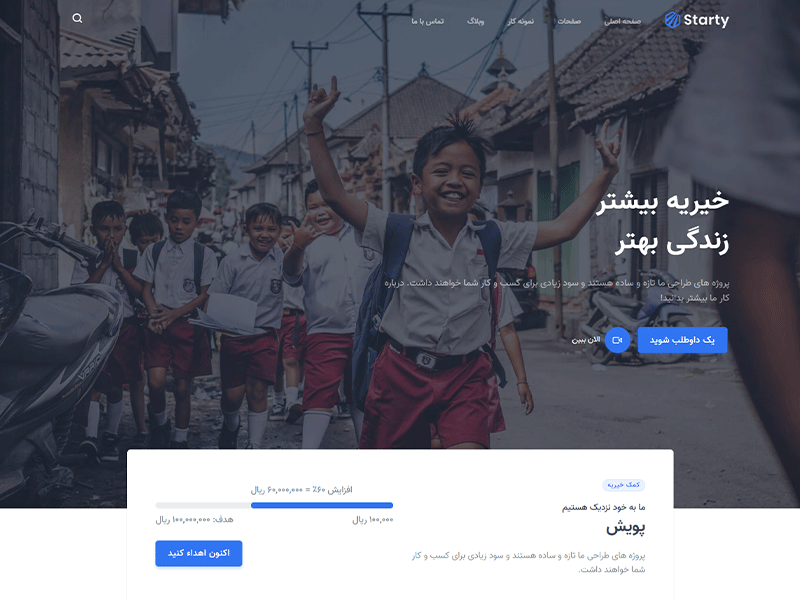 Starty
صفحه اصلی
صفحات
نمونه کار
وبلاگ
تماس با ما
خیریه بیشتر
زندگی بهتر
پروژه های طراحی ما تازه و ساده هستند و سود زیادی برای کسب و کار شما خواهند داشت. درباره
کار ما بیشتر بدانید!
یک داوطلب شوید
الان ببین
کمک خیریه
ما به خود نزدیک هستیم
پویش
پروژه های طراحی ما تازه و ساده هستند و سود زیادی برای کسب و کار
شما خواهند داشت.
افزایش ۶۰٪ = ۶۰,۰۰۰,۰۰۰ ریال
۱۰۰,۰۰۰ ریال
هدف: ۱۰۰,۰۰۰,۰۰۰ ریال
اکنون اهداء کنید